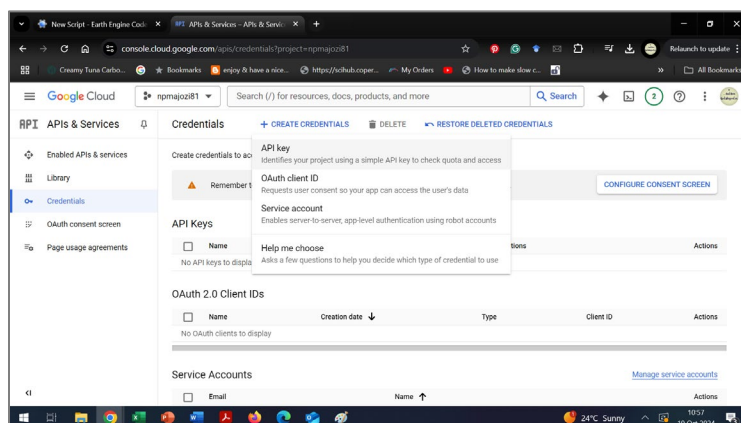 New Script - Earth Engine Code
API APIs & Services – APIs & Servic
console.cloud.google.com/apis/credentials?project=npmajozi81
Relaunch to update
Creamy Tuna Carbo...
Bookmarks
enjoy & have a nice...
https://scihub.coper...
My Orders
How to make slow c...
All Bookmarks
Google Cloud
npmajozi81
Search (/) for resources, docs, products, and more
Search
2
API APIs & Services
Credentials
+ CREATE CREDENTIALS
DELETE
RESTORE DELETED CREDENTIALS
Enabled APIs & services
Library
Credentials
OAuth consent screen
Page usage agreements
Create credentials to ac
API key
Identifies your project using a simple API key to check quota and access
OAuth client ID
Requests user consent so your app can access the user's data
Service account
Enables server-to-server, app-level authentication using robot accounts
Help me choose
Asks a few questions to help you decide which type of credential to use
Remember t
CONFIGURE CONSENT SCREEN
API Keys
Name
tions
Actions
No API keys to displa
OAuth 2.0 Client IDs
Name
Creation date
Type
Client ID
Actions
No OAuth clients to display
Service Accounts
Manage service accounts
Email
Name
Actions
24°C Sunny
10:57